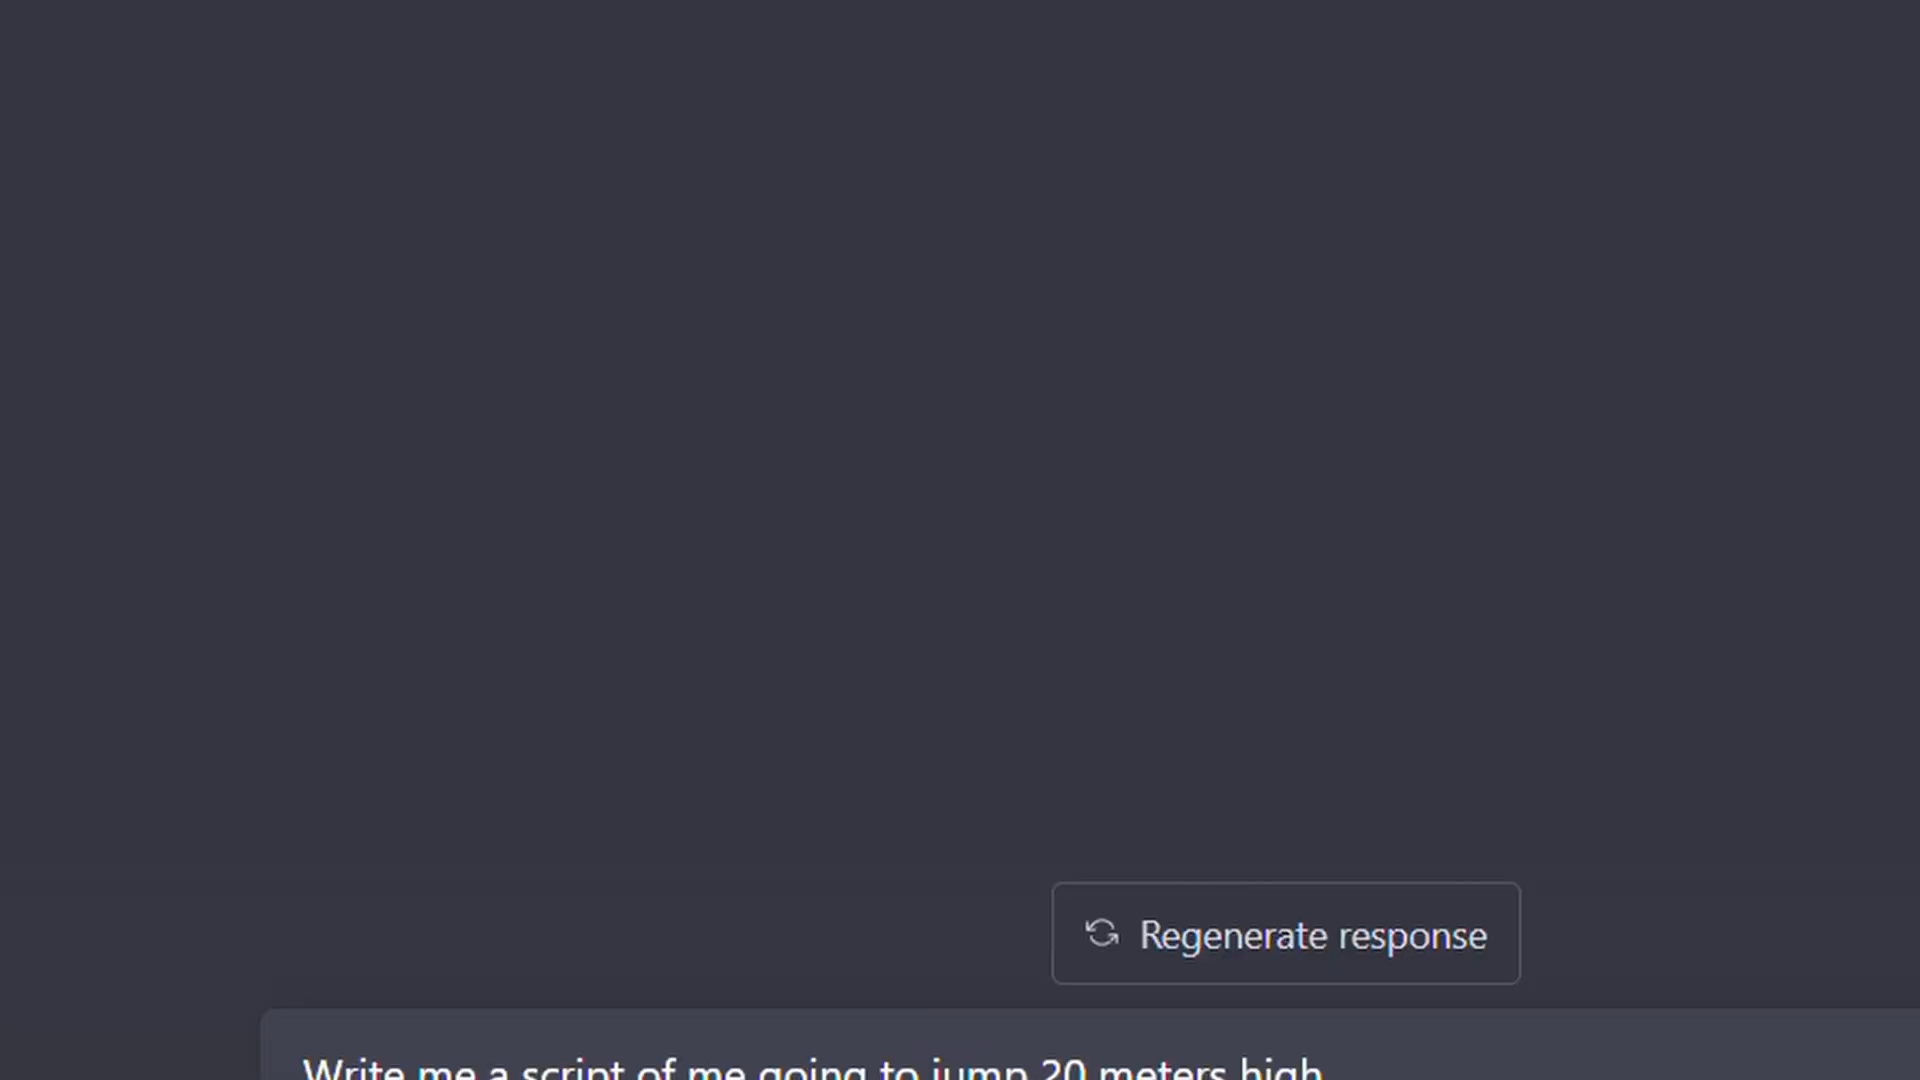 Regenerate response
Write me a script of me going to jump 20 meters high